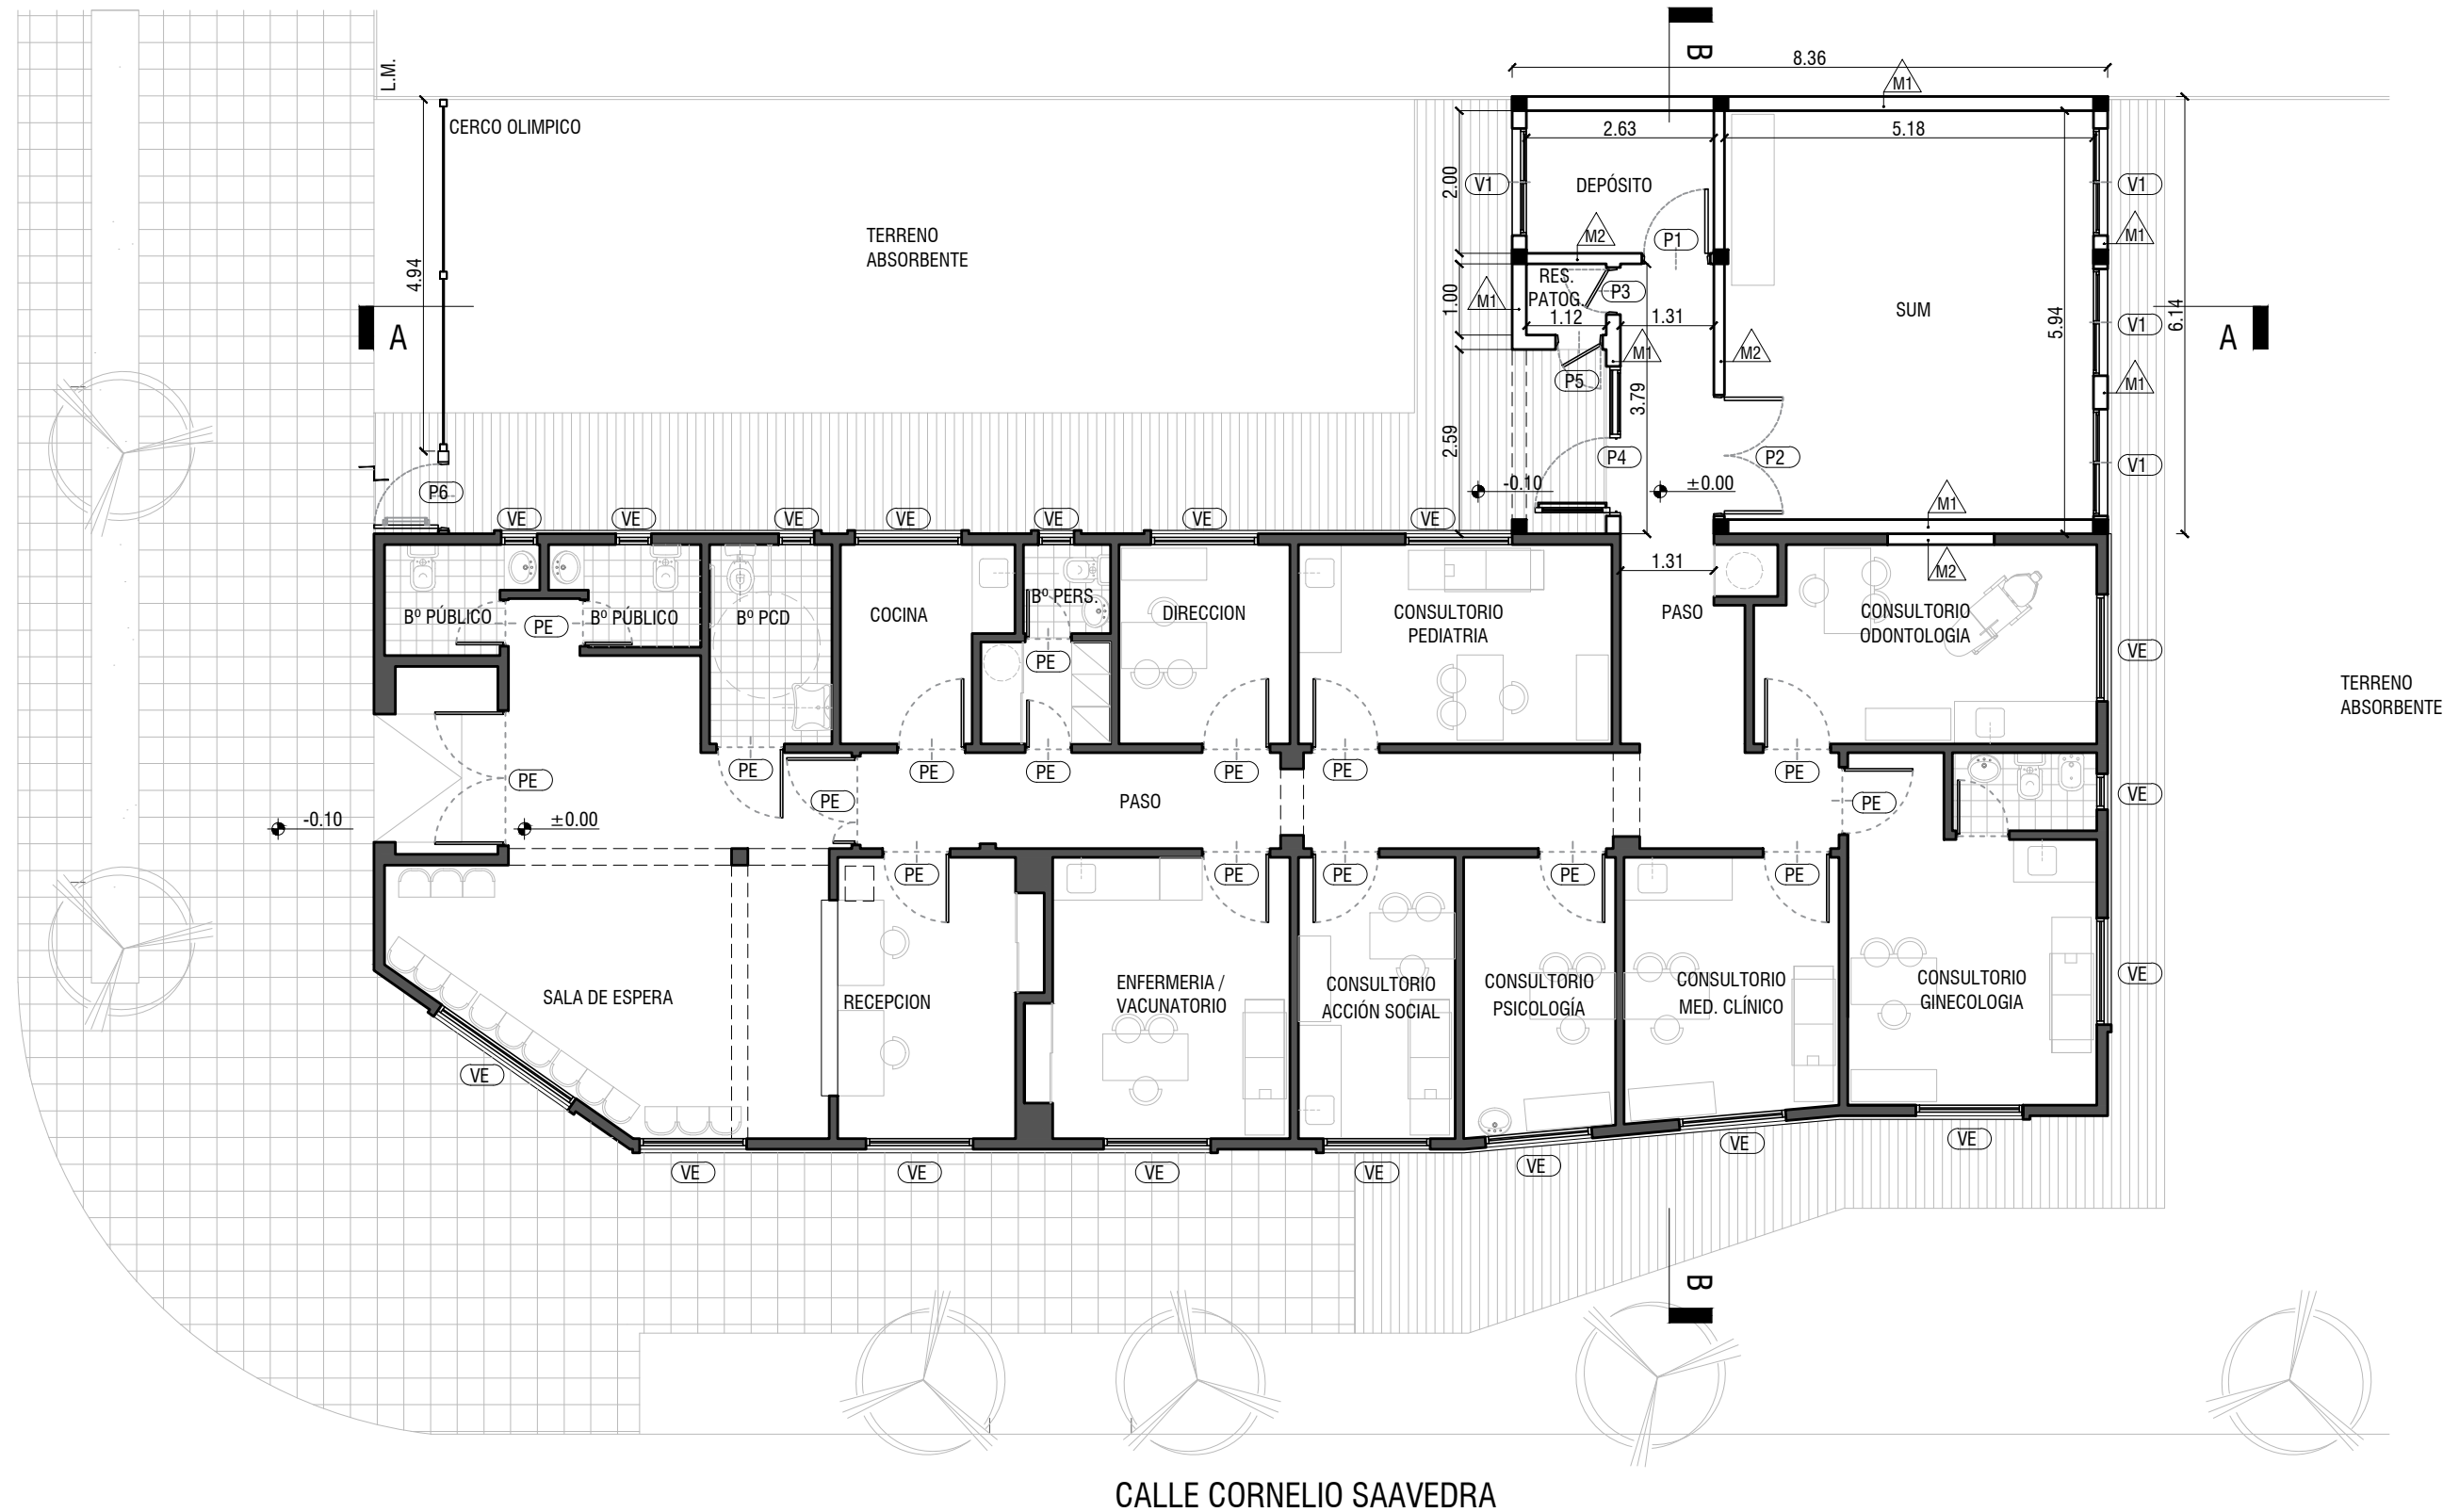 B
8.36
M1
L.M.
CERCO OLIMPICO
2.63
5.18
2.00
V1
DEPÓSITO
V1
M1
M2
P1
TERRENO
ABSORBENTE
4.94
RES.
PATOG.
P3
M1
1.00
1.12
1.31
SUM
5.94
6.14
V1
A
A
M1
M2
P5
M1
3.79
2.59
P4
P2
V1
P6
-0.10
±0.00
M1
VE
VE
VE
VE
VE
VE
VE
1.31
M2
Bº PÚBLICO
PE
Bº PÚBLICO
Bº PCD
COCINA
Bº PERS.
DIRECCION
CONSULTORIO
PEDIATRIA
PASO
CONSULTORIO
ODONTOLOGIA
PE
VE
TERRENO
ABSORBENTE
PE
PE
PE
PE
PE
PE
PE
PE
PE
PASO
PE
VE
-0.10
±0.00
PE
PE
PE
PE
PE
SALA DE ESPERA
RECEPCION
ENFERMERIA /
VACUNATORIO
CONSULTORIO
ACCIÓN SOCIAL
CONSULTORIO
PSICOLOGÍA
CONSULTORIO
MED. CLÍNICO
CONSULTORIO
GINECOLOGIA
VE
VE
VE
VE
VE
VE
VE
VE
VE
B
CALLE CORNELIO SAAVEDRA